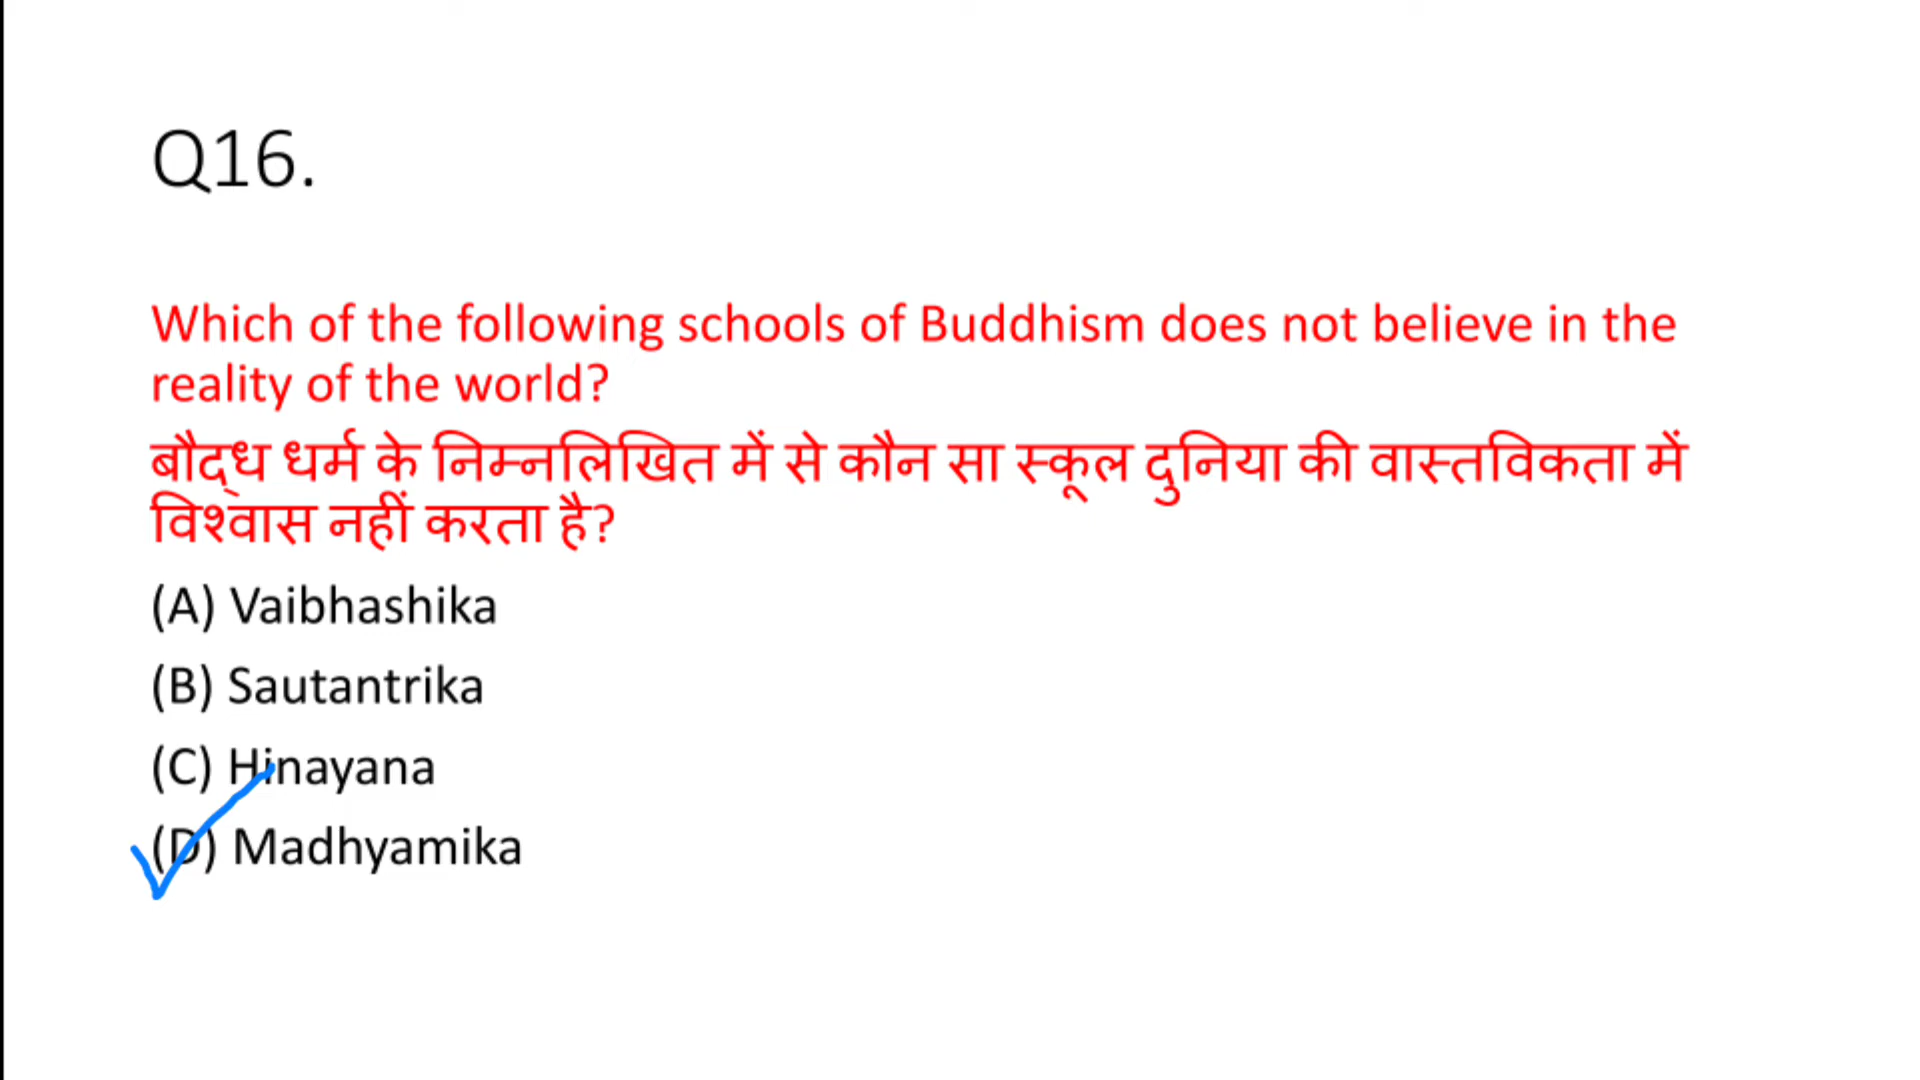 Q16.
Which of the following schools of Buddhism does not believe in the
reality of the world?
बौद्ध धर्म के निम्नलिखित में से कौन सा स्कूल दुनिया की वास्तविकता में
विश्वास नहीं करता है?
(A) Vaibhashika
(B) Sautantrika
(C) Hinayana
(D) Madhyamika